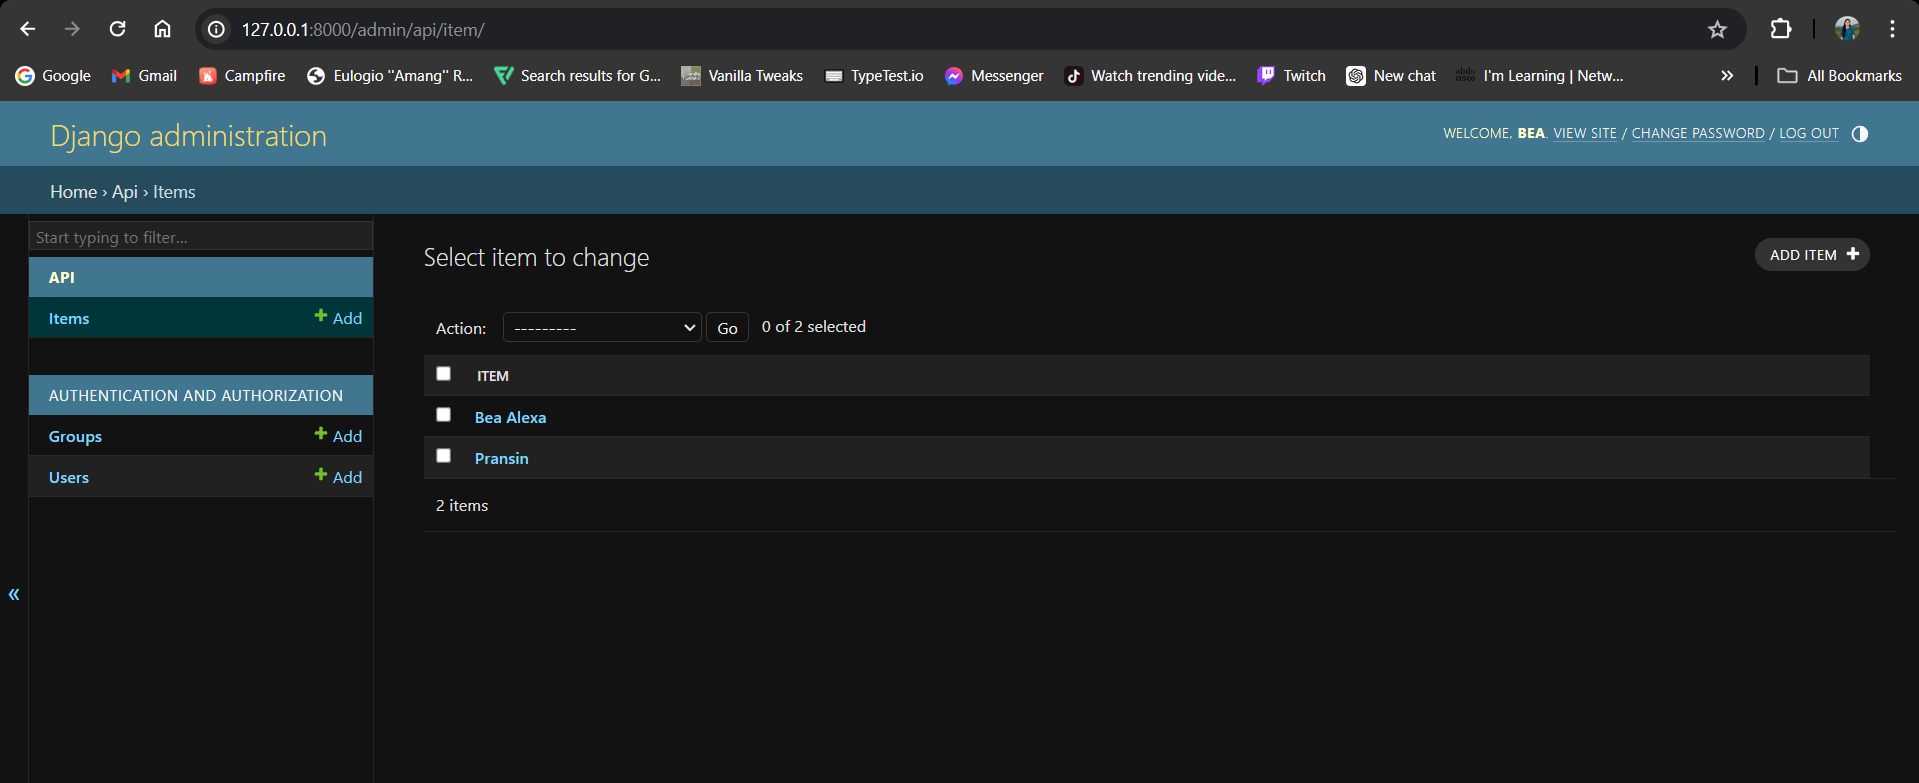 127.0.0.1:8000/admin/api/item/
Google Gmail Campfire Eulogio "Amang" R... Search results for G... Vanilla Tweaks TypeTest.io Messenger Watch trending vide... Twitch New chat I'm Learning | Netw... » All Bookmarks
Django administration
WELCOME, BEA. VIEW SITE / CHANGE PASSWORD / LOG OUT
Home › Api › Items
Start typing to filter...
API
Items + Add
AUTHENTICATION AND AUTHORIZATION
Groups + Add
Users + Add
«
Select item to change
ADD ITEM +
Action: --------- Go 0 of 2 selected
ITEM
Bea Alexa
Pransin
2 items